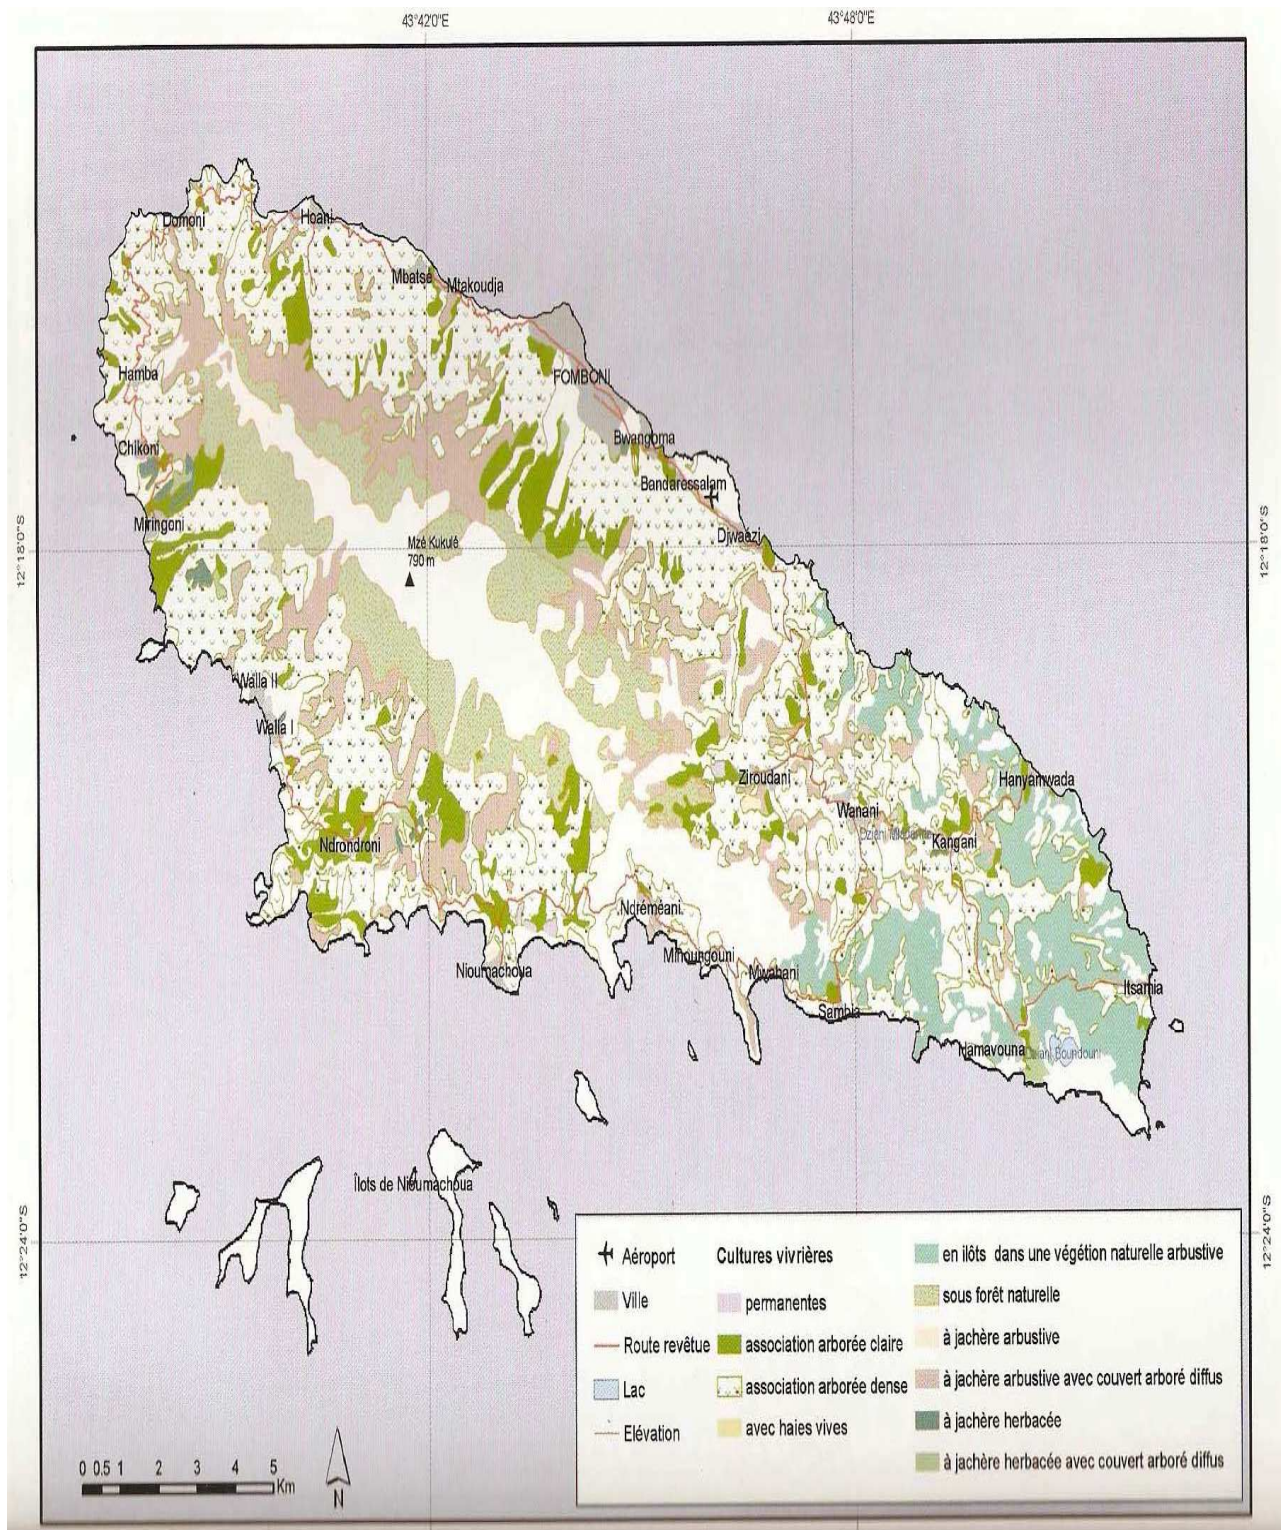 43°42'0"E
43°48'0"E
Domoni
Hoani
Mbatsé
Mtakoudja
Hamba
FOMBONI
Bwangoma
Chikoni
Bandaressalam
Miringoni
Djwaézi
12°18'0"S
12°18'0"S
Mzé Kukulé
790 m
Walla II
Walla I
Ziroudani
Hanyamwada
Wanani
Kangani
Ndrondroni
Ndréméani
Nioumachoua
Mihoungouni
Mwahani
Itsamia
Sambia
Hamavouna
Dziani Boundouni
Îlots de Nioumachoua
12°24'0"S
12°24'0"S
Aéroport
Ville
Route revêtue
Lac
Elévation
Cultures vivrières
permanentes
association arborée claire
association arborée dense
avec haies vives
en ilôts dans une végétion naturelle arbustive
sous forêt naturelle
à jachère arbustive
à jachère arbustive avec couvert arboré diffus
à jachère herbacée
à jachère herbacée avec couvert arboré diffus
0 0.5 1 2 3 4 5
Km
N